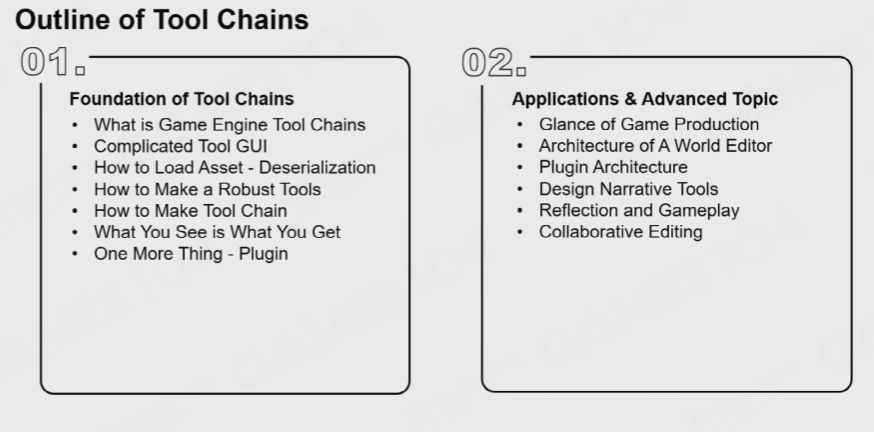 Outline of Tool Chains
01.
Foundation of Tool Chains
• What is Game Engine Tool Chains
• Complicated Tool GUI
• How to Load Asset - Deserialization
• How to Make a Robust Tools
• How to Make Tool Chain
• What You See is What You Get
• One More Thing - Plugin
02.
Applications & Advanced Topic
• Glance of Game Production
• Architecture of A World Editor
• Plugin Architecture
• Design Narrative Tools
• Reflection and Gameplay
• Collaborative Editing
GAMES104